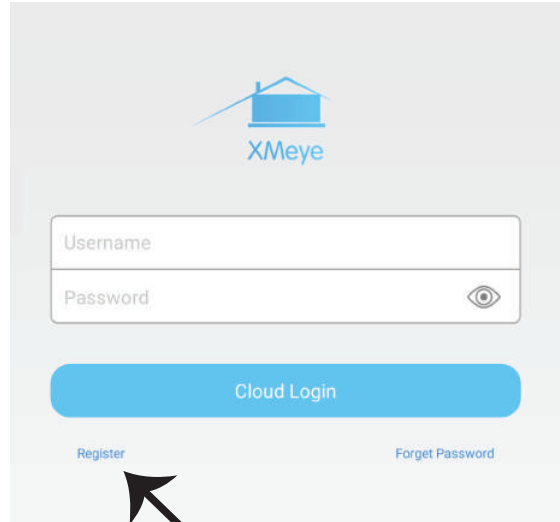 XMeye
Username
Password
Cloud Login
Register
Forget Password